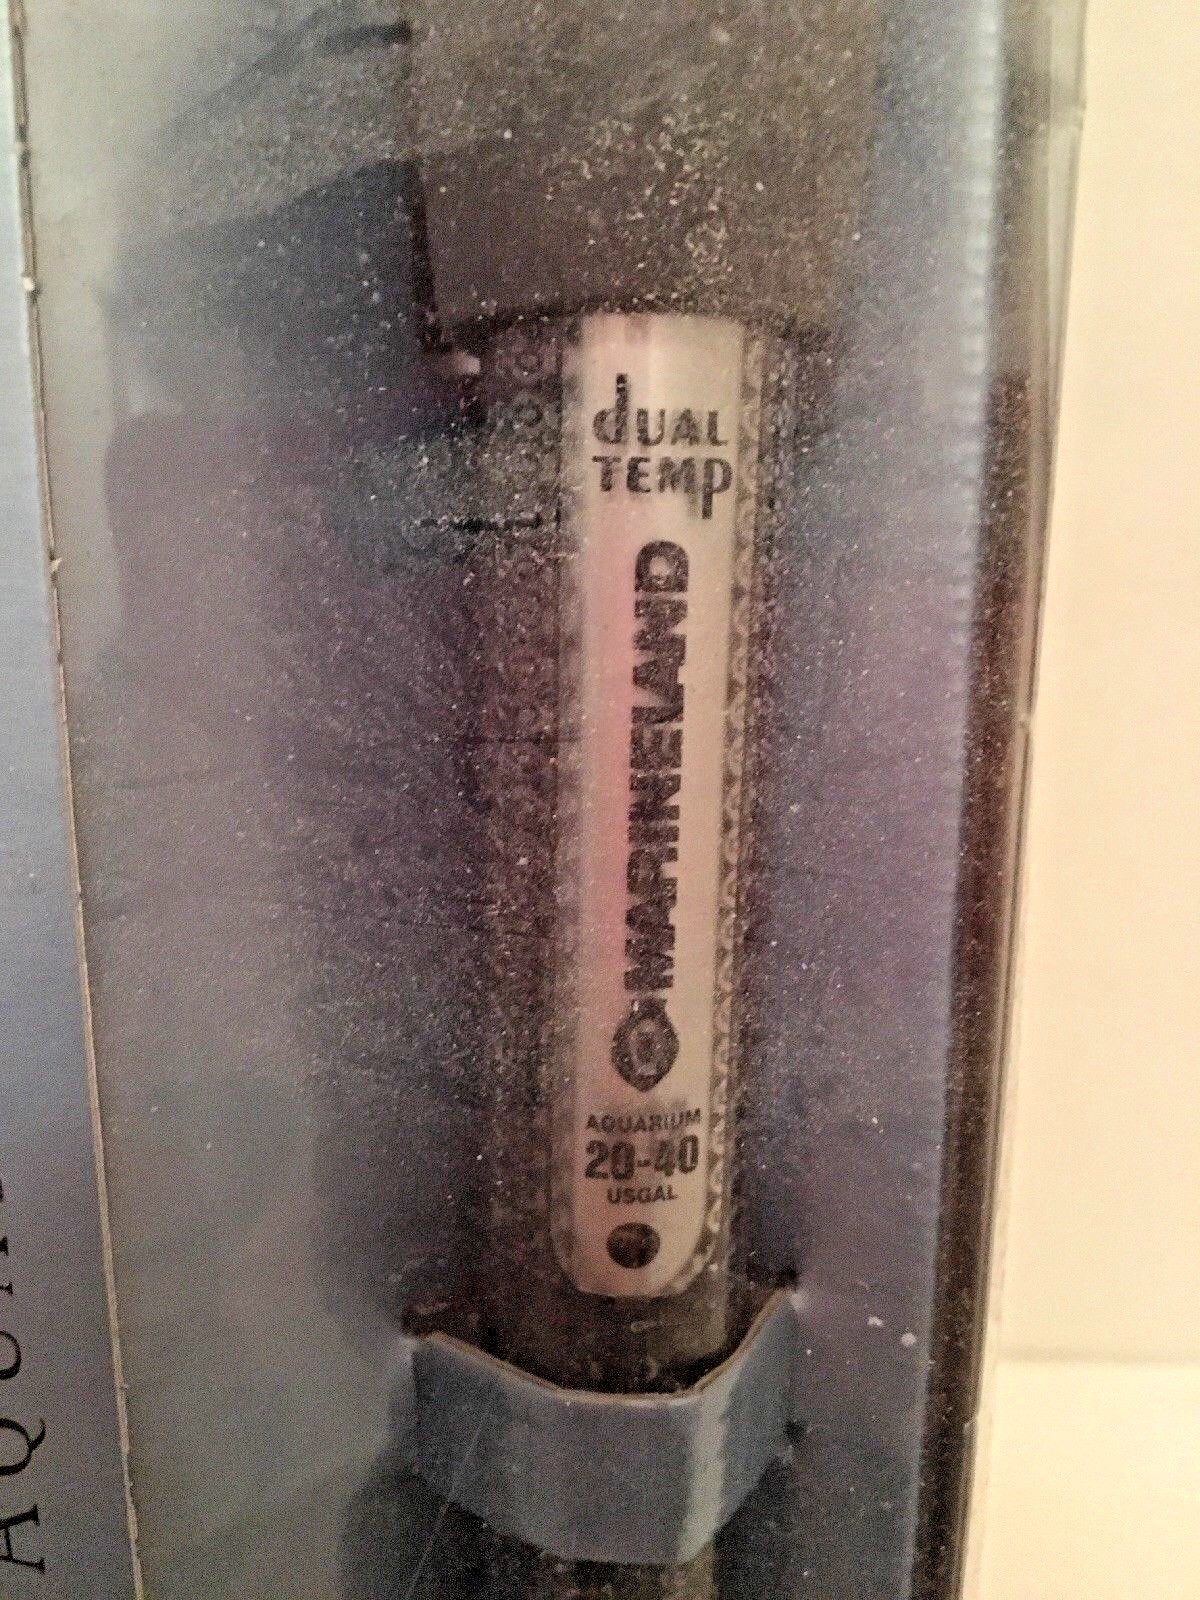 dUAL
TEMp
MARINELAND
AQUARIUM
20-40
USGAL